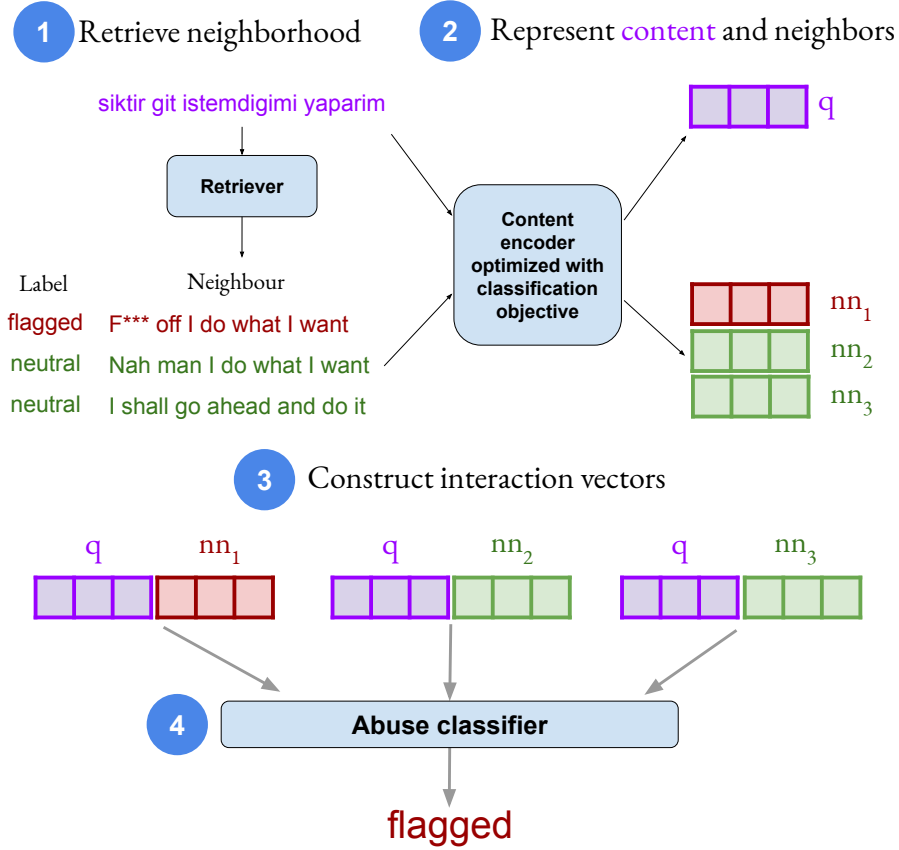 1 Retrieve neighborhood
2 Represent content and neighbors
siktir git istemdigimi yaparim
q
Retriever
Content
encoder
optimized with
classification
objective
Label
Neighbour
flagged F*** off I do what I want
neutral Nah man I do what I want
neutral I shall go ahead and do it
nn1
nn2
nn3
3 Construct interaction vectors
q nn1 q nn2 q nn3
4 Abuse classifier
flagged